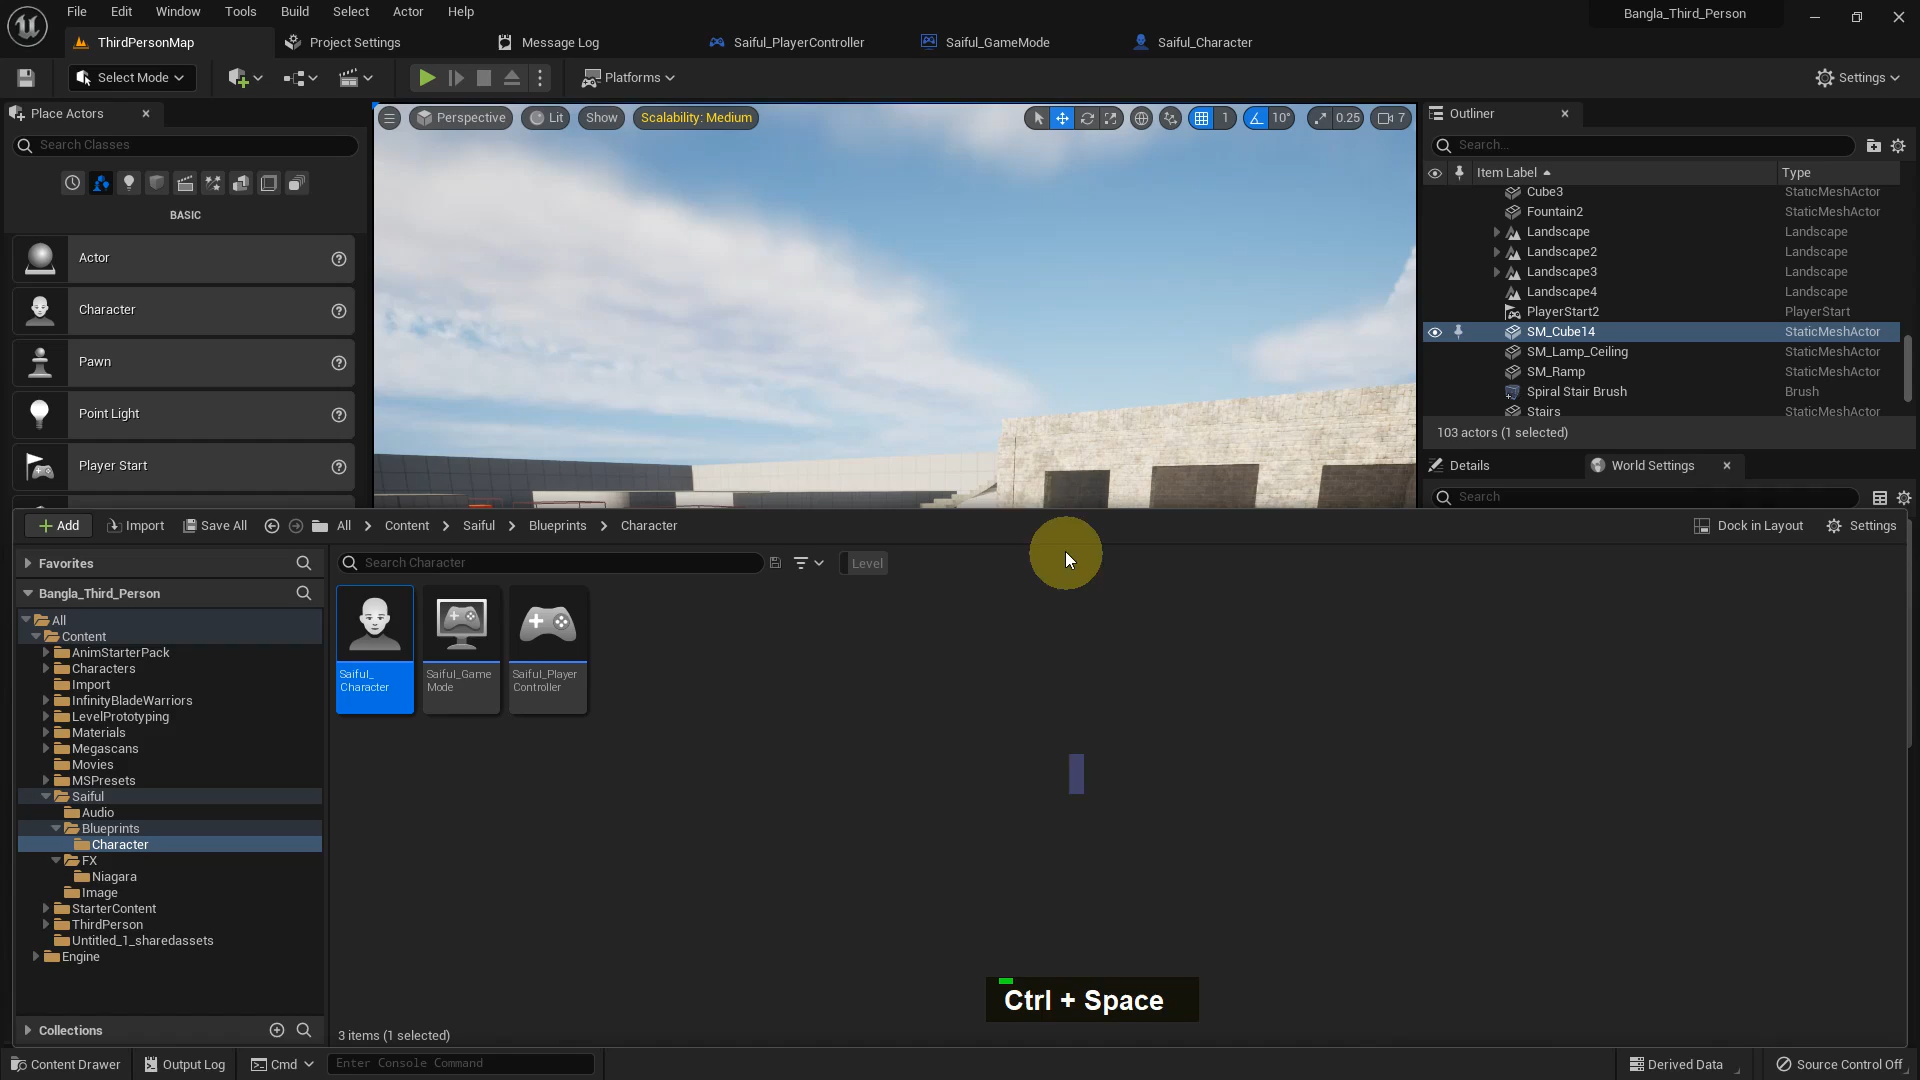 File Edit Window Tools Build Select Actor Help
Bangla_Third_Person
ThirdPersonMap Project Settings Message Log Saiful_PlayerController Saiful_GameMode Saiful_Character
Select Mode Platforms Settings
Place Actors
Search Classes
BASIC
Actor
Character
Pawn
Point Light
Player Start
Perspective Lit Show Scalability: Medium 1 10° 0.25 7
Outliner
Search...
Item Label Type
Cube3 StaticMeshActor
Fountain2 StaticMeshActor
Landscape Landscape
Landscape2 Landscape
Landscape3 Landscape
Landscape4 Landscape
PlayerStart2 PlayerStart
SM_Cube14 StaticMeshActor
SM_Lamp_Ceiling StaticMeshActor
SM_Ramp StaticMeshActor
Spiral Stair Brush Brush
Stairs StaticMeshActor
103 actors (1 selected)
Details World Settings
Search
Add Import Save All All Content Saiful Blueprints Character
Dock in Layout Settings
Favorites
Bangla_Third_Person
All
Content
AnimStarterPack
Characters
Import
InfinityBladeWarriors
LevelPrototyping
Materials
Megascans
Movies
MSPresets
Saiful
Audio
Blueprints
Character
FX
Niagara
Image
StarterContent
ThirdPerson
Untitled_1_sharedassets
Engine
Collections
Search Character Level
Saiful_
Character
Saiful_Game
Mode
Saiful_Player
Controller
Ctrl + Space
3 items (1 selected)
Content Drawer Output Log Cmd Enter Console Command Derived Data Source Control Off